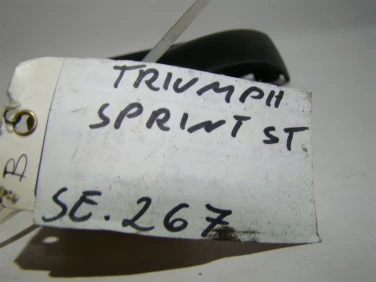 TRIUMPH
SPRINT ST
SE. 267
B